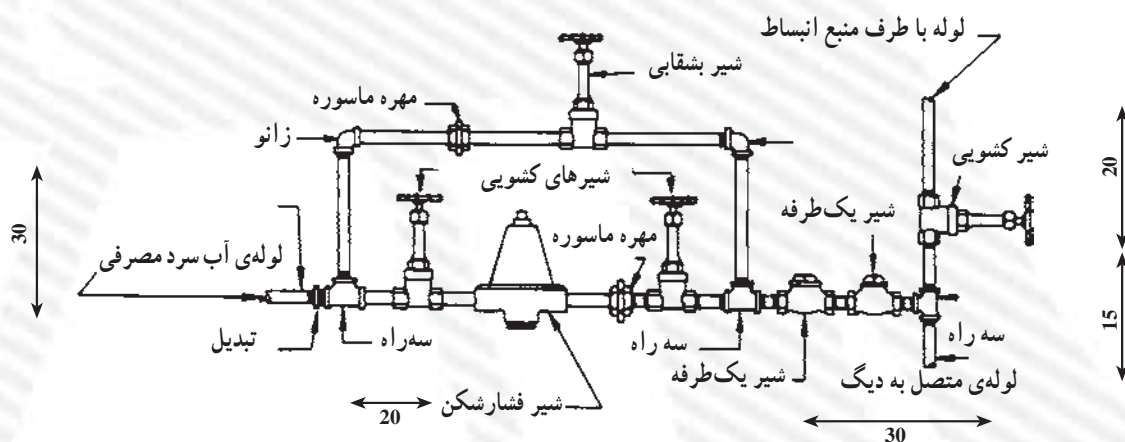 لوله با طرف منبع انبساط
شیر بشقابی
مهره ماسوره
زانو
شیر کشویی
20
شیرهای کشویی
شیر یک‌طرفه
مهره ماسوره
30
لوله‌ی آب سرد مصرفی
15
تبدیل
سه‌راه
سه راه
سه راه
شیر یک‌طرفه
لوله‌ی متصل به دیگ
شیر فشارشکن
20
30